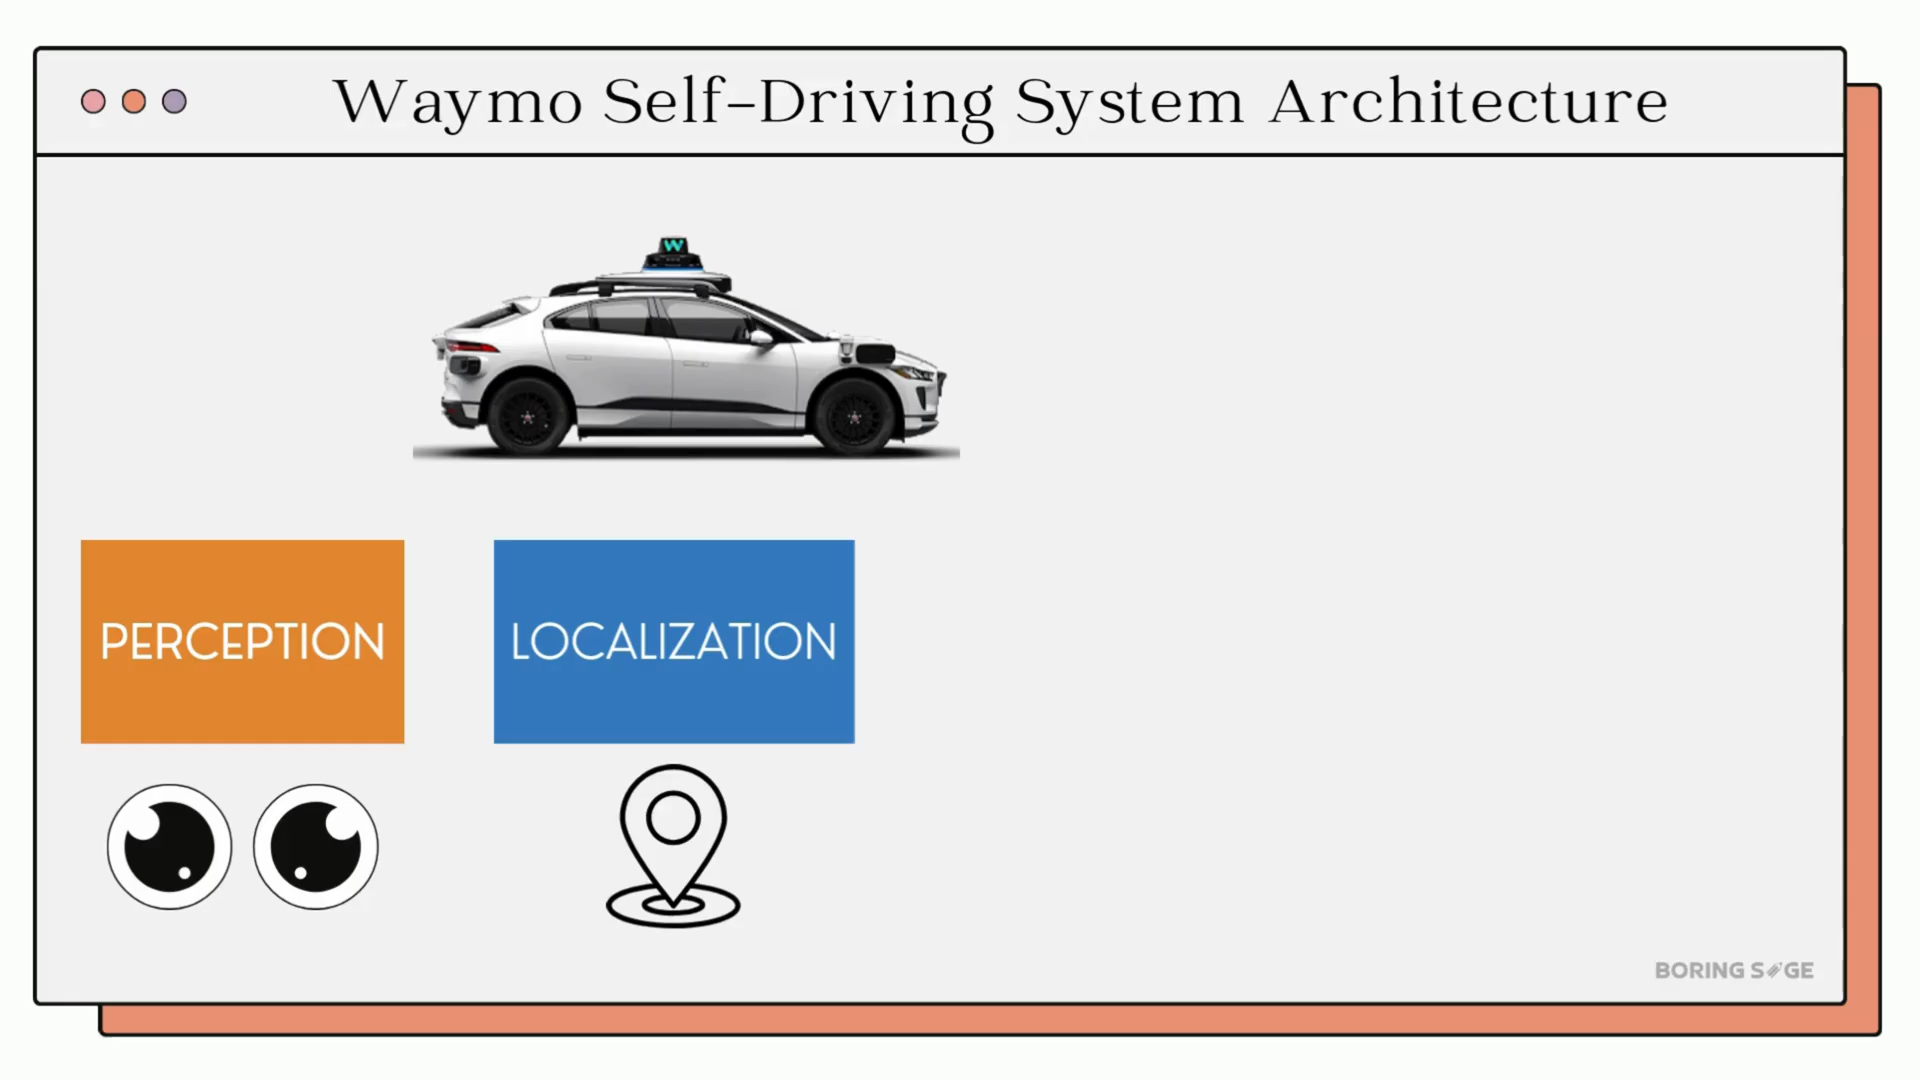 Waymo Self-Driving System Architecture
W
PERCEPTION
LOCALIZATION
BORING SAGE